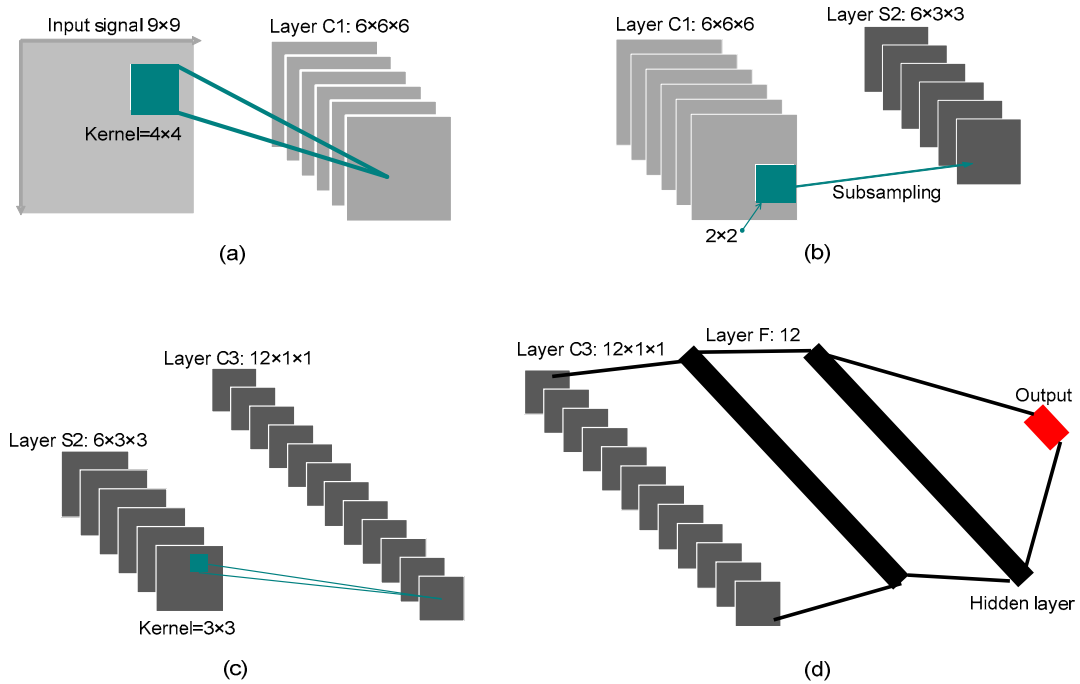 Input signal 9×9
Layer C1: 6×6×6
Kernel=4×4
(a)
Layer C1: 6×6×6
Layer S2: 6×3×3
Subsampling
2×2
(b)
Layer C3: 12×1×1
Layer S2: 6×3×3
Kernel=3×3
(c)
Layer C3: 12×1×1
Layer F: 12
Output
Hidden layer
(d)